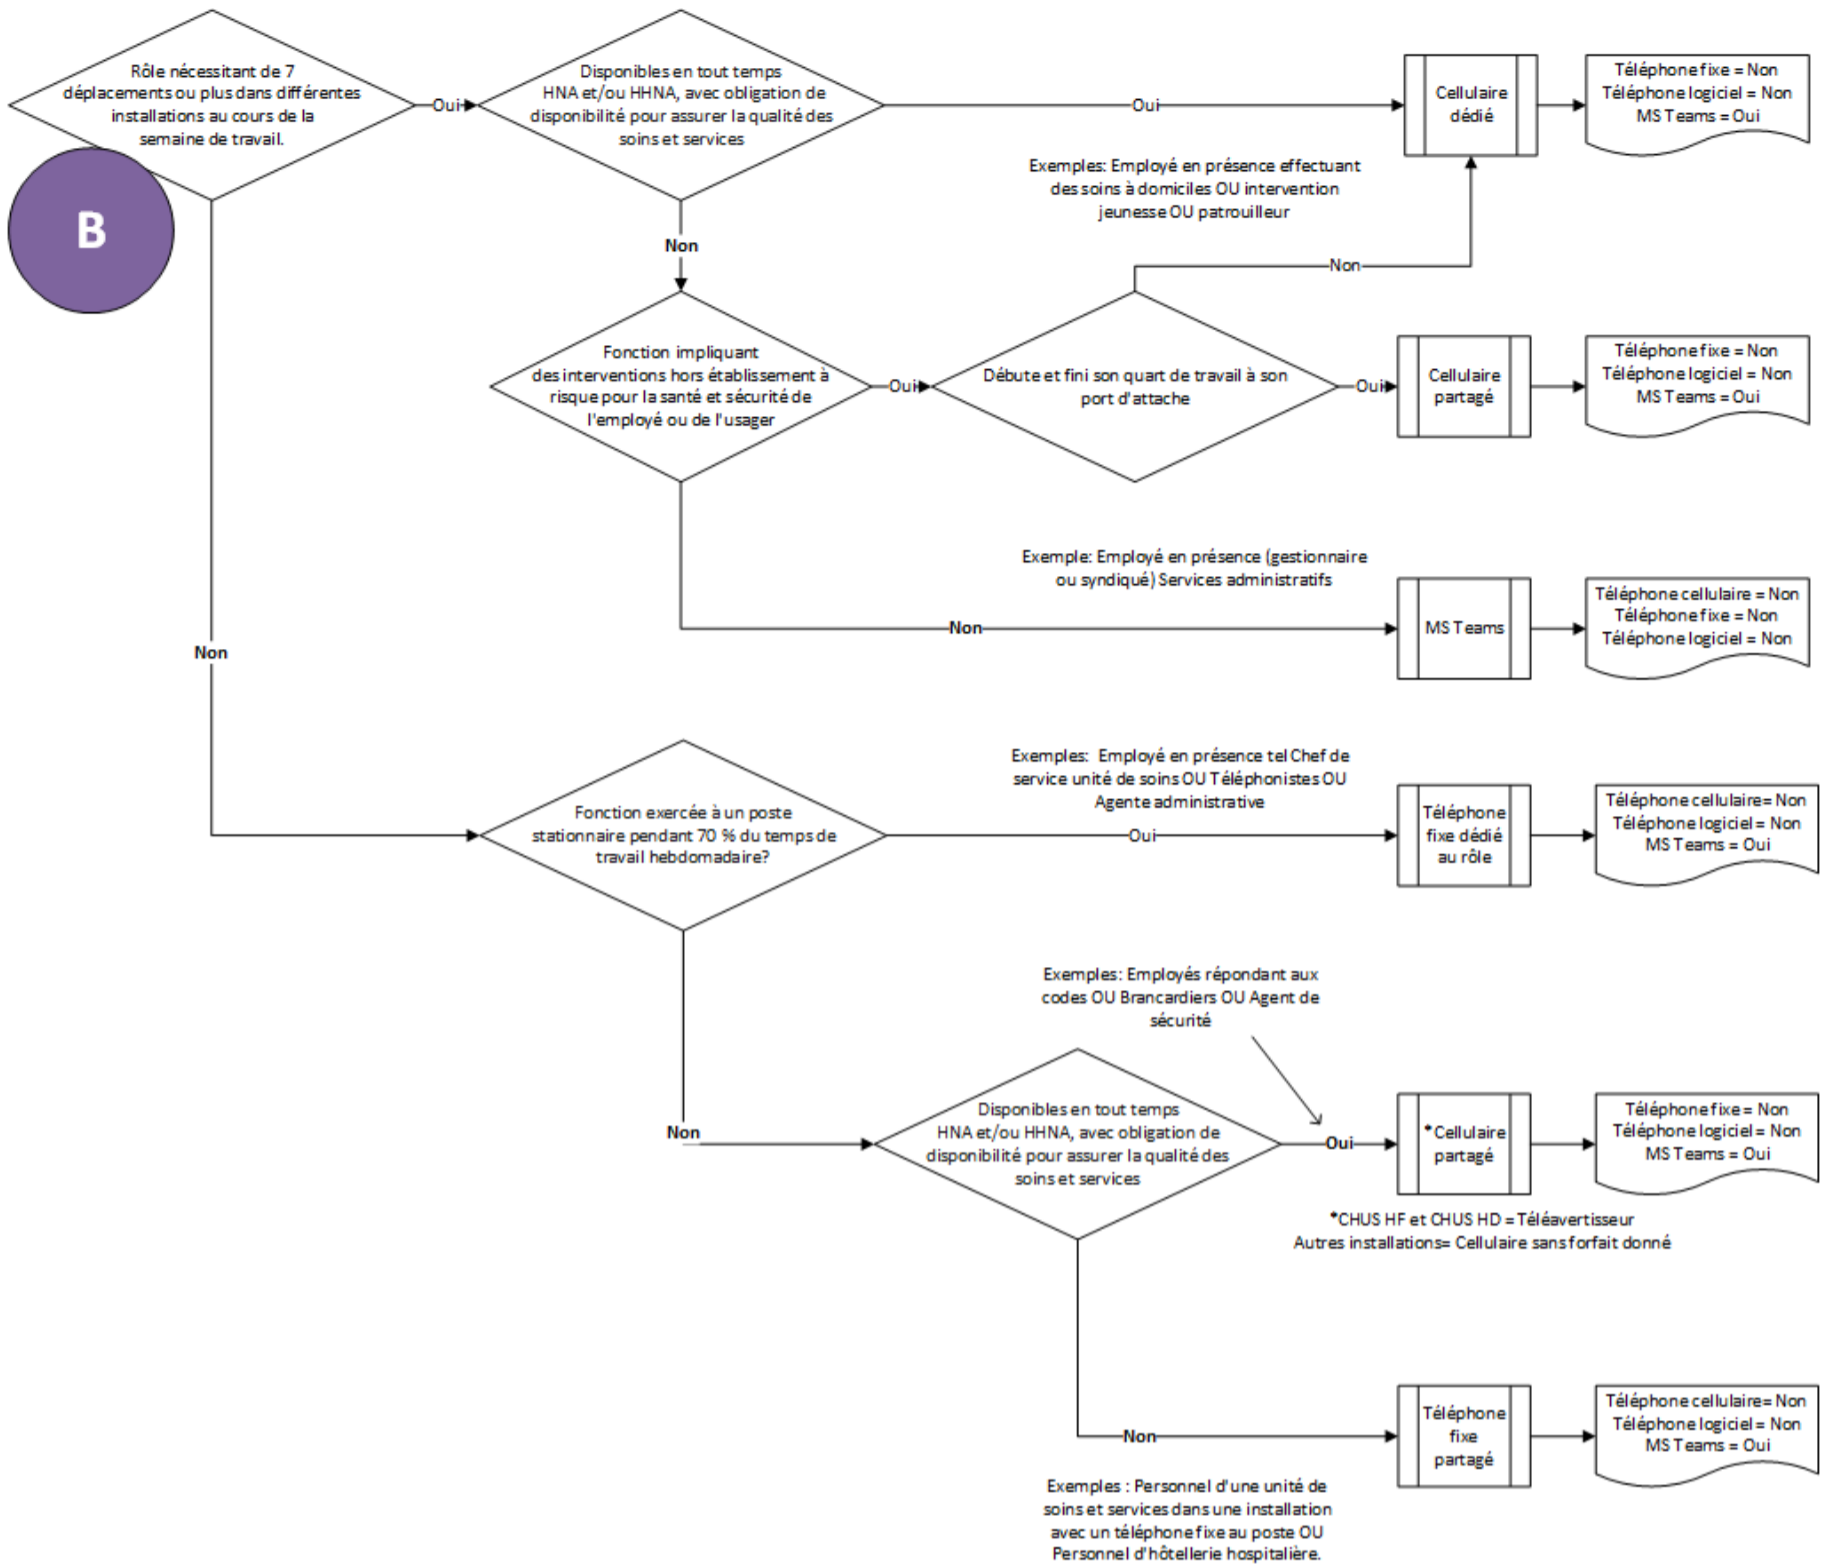 Rôle nécessitant de 7
déplacements ou plus dans différentes
installations au cours de la
semaine de travail.
Oui
Disponibles en tout temps
HNA et/ou HHNA, avec obligation de
disponibilité pour assurer la qualité des
soins et services
Oui
Cellulaire
dédié
Téléphone fixe = Non
Téléphone logiciel = Non
MS Teams = Oui
B
Exemples: Employé en présence effectuant
des soins à domiciles OU intervention
jeunesse OU patrouilleur
Non
Non
Fonction impliquant
des interventions hors établissement à
risque pour la santé et sécurité de
l'employé ou de l'usager
Oui
Débute et fini son quart de travail à son
port d'attache
Oui
Cellulaire
partagé
Téléphone fixe = Non
Téléphone logiciel = Non
MS Teams = Oui
Exemple: Employé en présence (gestionnaire
ou syndiqué) Services administratifs
Non
MS Teams
Téléphone cellulaire = Non
Téléphone fixe = Non
Téléphone logiciel = Non
Non
Fonction exercée à un poste
stationnaire pendant 70 % du temps de
travail hebdomadaire?
Exemples:  Employé en présence tel Chef de
service unité de soins OU Téléphonistes OU
Agente administrative
Oui
Téléphone
fixe dédié
au rôle
Téléphone cellulaire= Non
Téléphone logiciel= Non
MS Teams = Oui
Non
Exemples: Employés répondant aux
codes OU Brancardiers OU Agent de
sécurité
Disponibles en tout temps
HNA et/ou HHNA, avec obligation de
disponibilité pour assurer la qualité des
soins et services
Oui
*Cellulaire
partagé
Téléphone fixe = Non
Téléphone logiciel = Non
MS Teams = Oui
*CHUS HF et CHUS HD = Téléavertisseur
Autres installations= Cellulaire sans forfait donné
Non
Téléphone
fixe
partagé
Téléphone cellulaire= Non
Téléphone logiciel = Non
MS Teams = Oui
Exemples : Personnel d'une unité de
soins et services dans une installation
avec un téléphone fixe au poste OU
Personnel d'hôtellerie hospitalière.